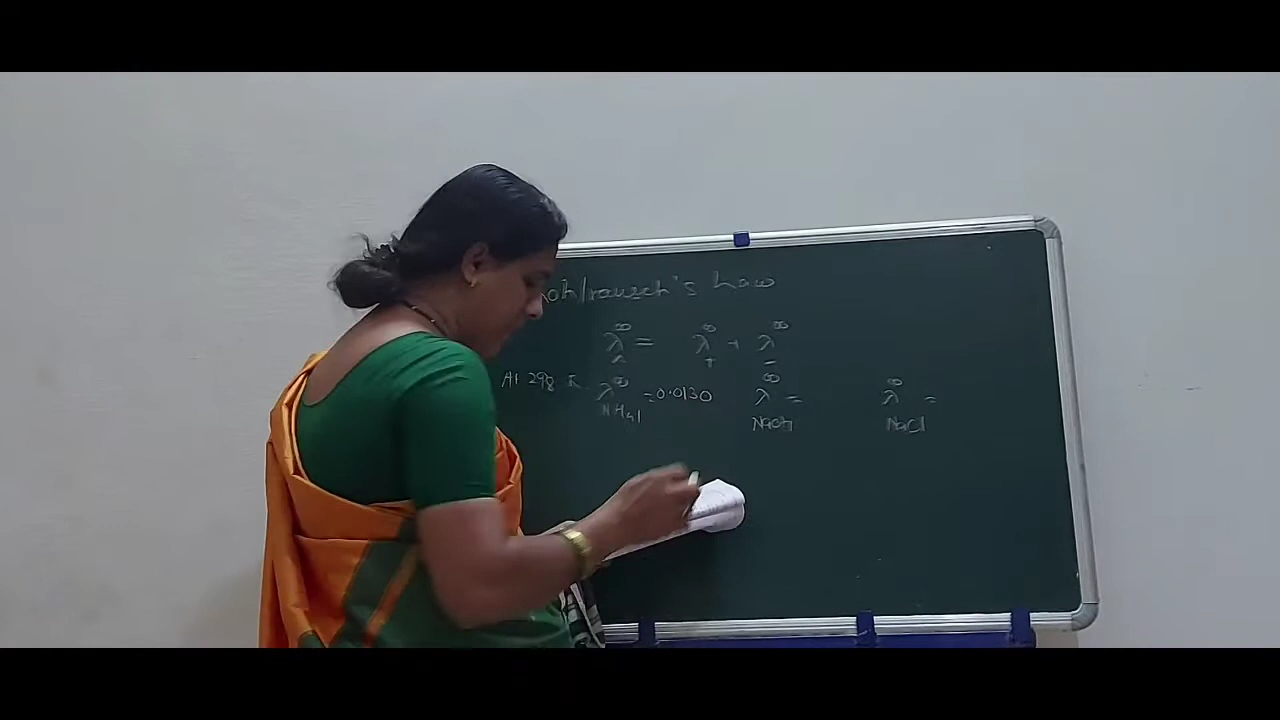 ohlrausch's Law
λ^∞ = λ^∞₊ + λ^∞₋
At 298 K λ^∞ = 0.0130 λ^∞ = λ^∞ =
NH₄Cl NaOH NaCl